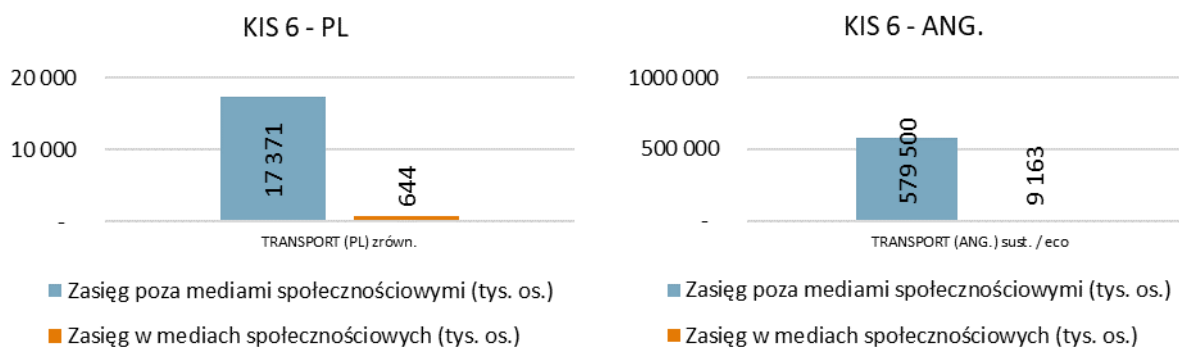 KIS 6 - PL
20 000
10 000
-
17 371
644
TRANSPORT (PL) zrówn.
Zasięg poza mediami społecznościowymi (tys. os.)
Zasięg w mediach społecznościowych (tys. os.)
KIS 6 - ANG.
1000 000
500 000
-
579 500
9 163
TRANSPORT (ANG.) sust. / eco
Zasięg poza mediami społecznościowymi (tys. os.)
Zasięg w mediach społecznościowych (tys. os.)